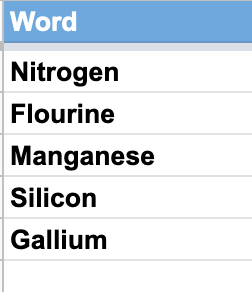 Word
Nitrogen
Flourine
Manganese
Silicon
Gallium